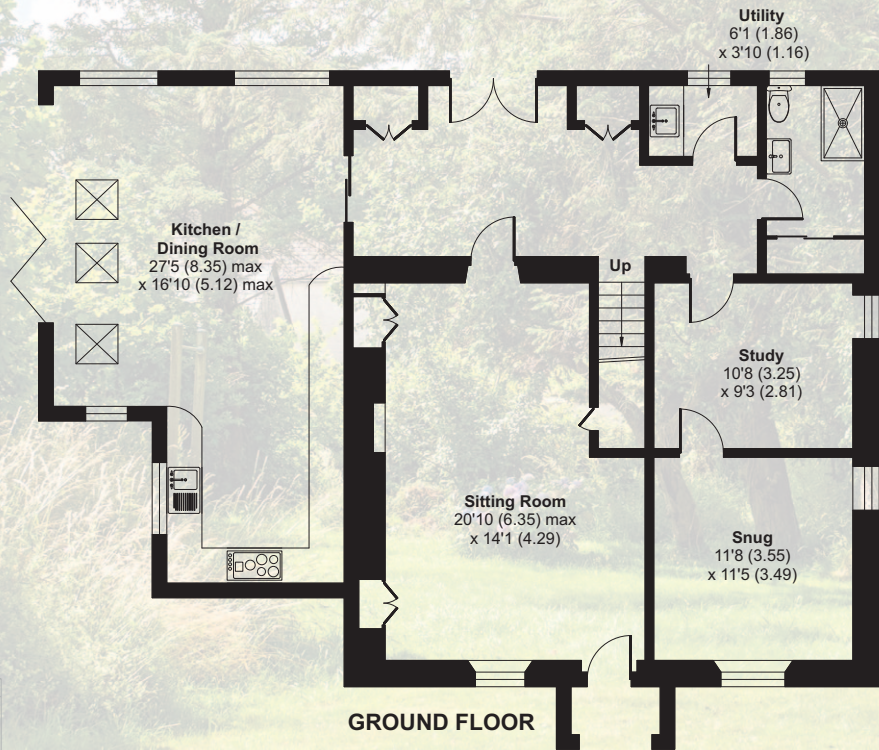 Utility
6'1 (1.86)
x 3'10 (1.16)
Kitchen /
Dining Room
27'5 (8.35) max
x 16'10 (5.12) max
Up
Study
10'8 (3.25)
x 9'3 (2.81)
Sitting Room
20'10 (6.35) max
x 14'1 (4.29)
Snug
11'8 (3.55)
x 11'5 (3.49)
GROUND FLOOR